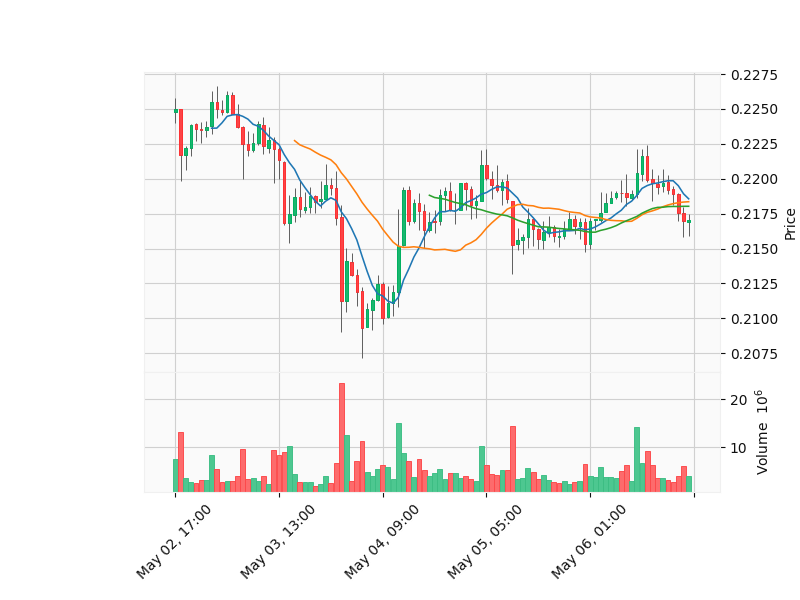 0.2275
0.2250
0.2225
0.2200
0.2175
0.2150
0.2125
0.2100
0.2075
Price
20
10
Volume 10⁶
May 02, 17:00
May 03, 13:00
May 04, 09:00
May 05, 05:00
May 06, 01:00